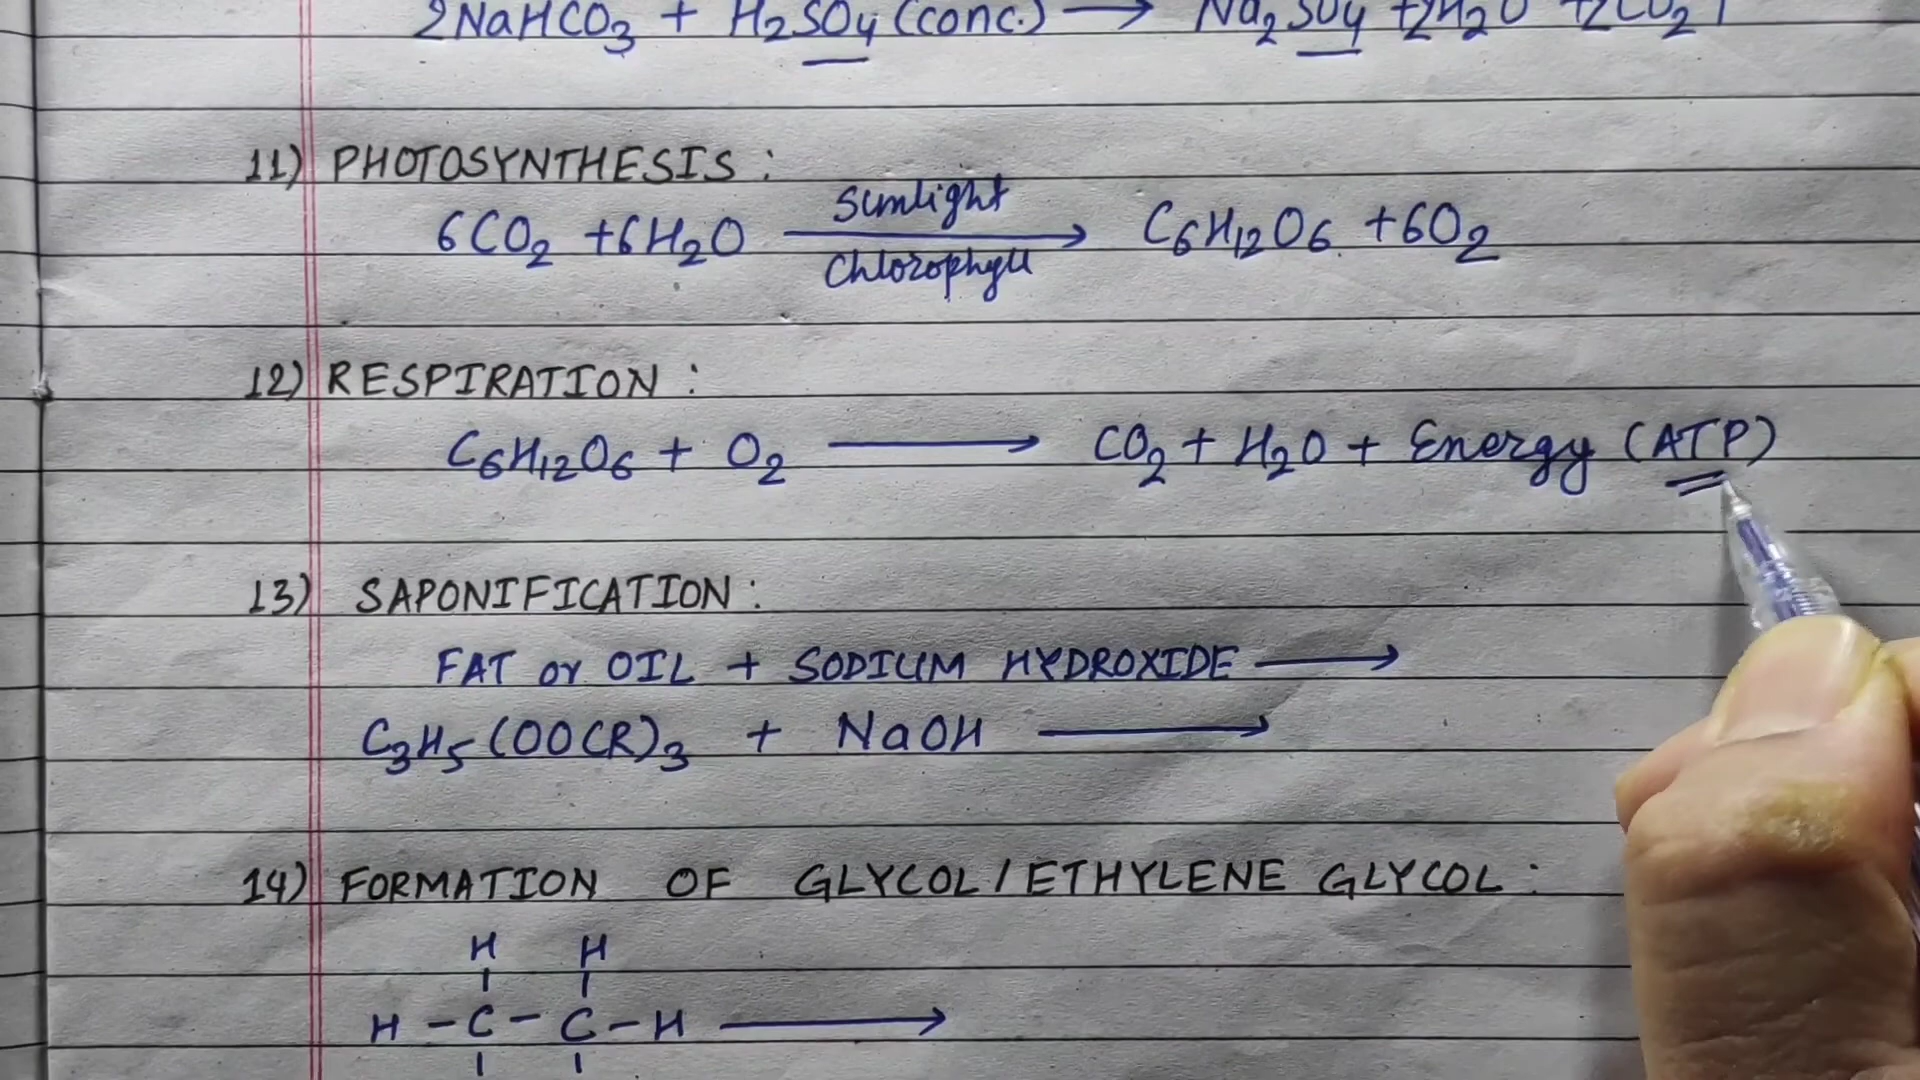 2NaHCO₃ + H₂SO₄ (conc.) → Na₂SO₄ + 2H₂O + 2CO₂↑
11) PHOTOSYNTHESIS :
Sunlight
6CO₂ + 6H₂O → C₆H₁₂O₆ + 6O₂
Chlorophyll
12) RESPIRATION :
C₆H₁₂O₆ + O₂ → CO₂ + H₂O + Energy (ATP)
13) SAPONIFICATION :
FAT or OIL + SODIUM HYDROXIDE →
C₃H₅(OOCR)₃ + NaOH →
14) FORMATION OF GLYCOL/ETHYLENE GLYCOL :
H H
H - C - C - H →